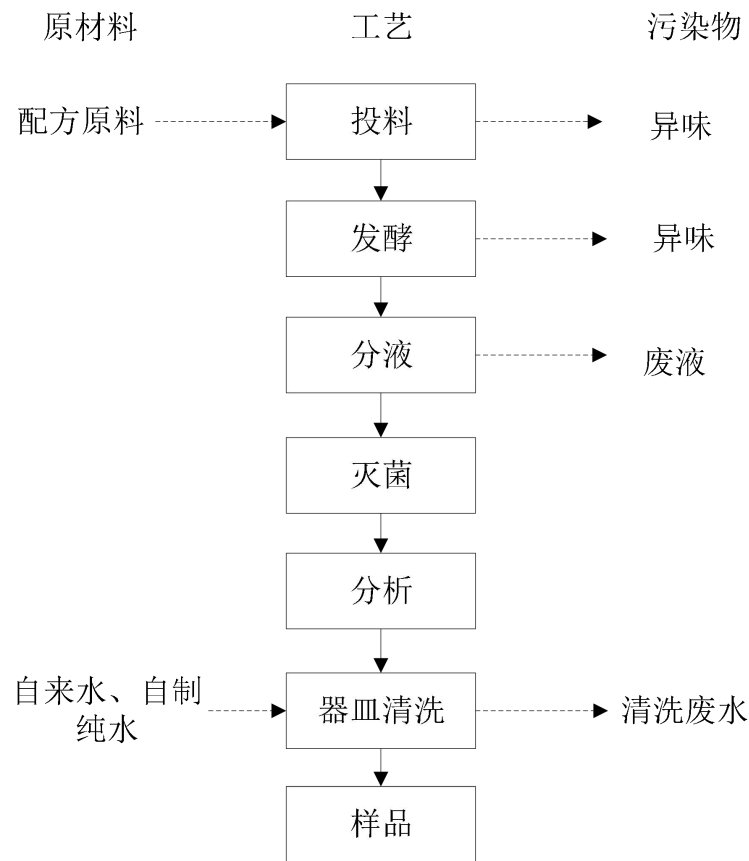 原材料 工艺 污染物
配方原料 投料 异味
发酵 异味
分液 废液
灭菌
分析
自来水、自制
纯水 器皿清洗 清洗废水
样品